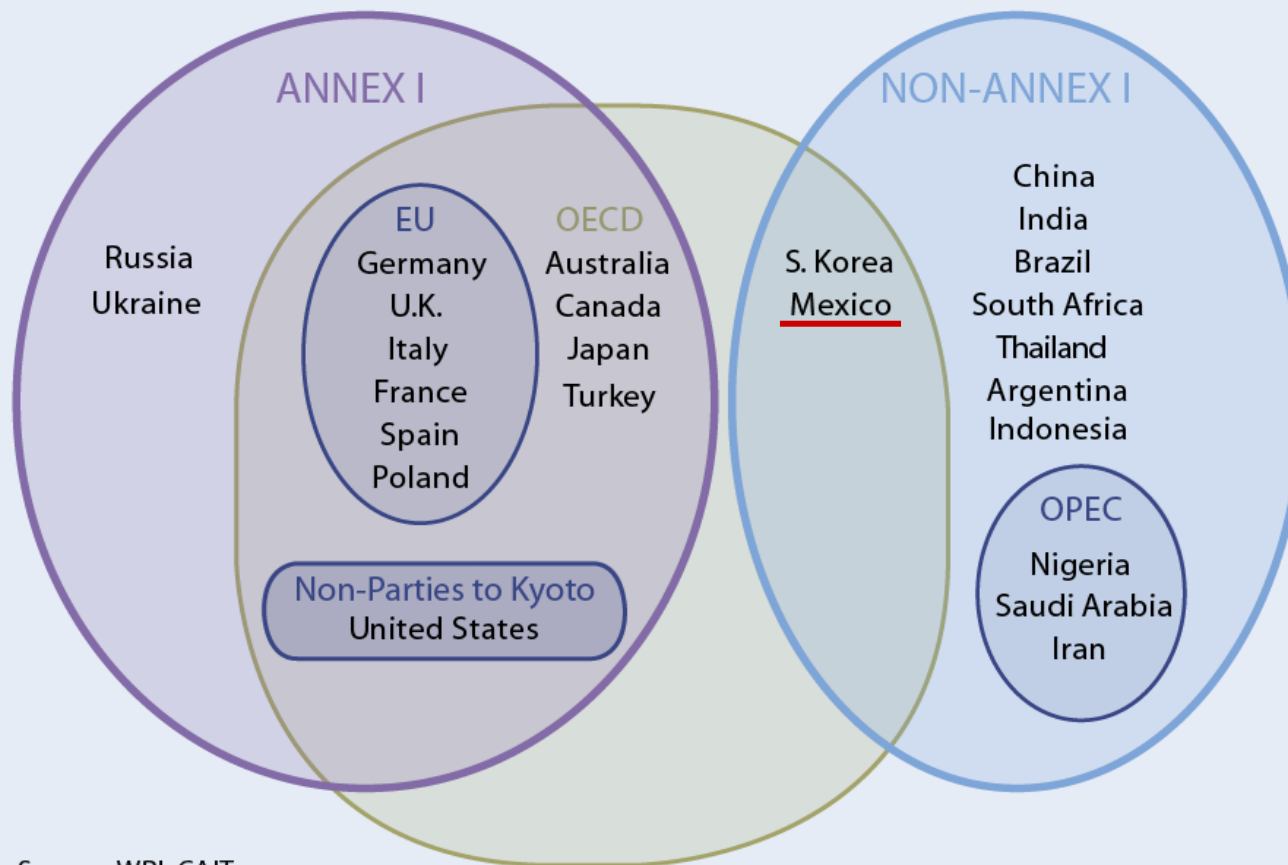 ANNEX I
NON-ANNEX I
Russia
Ukraine
EU
Germany
U.K.
Italy
France
Spain
Poland
OECD
Australia
Canada
Japan
Turkey
Non-Parties to Kyoto
United States
S. Korea
Mexico
China
India
Brazil
South Africa
Thailand
Argentina
Indonesia
OPEC
Nigeria
Saudi Arabia
Iran